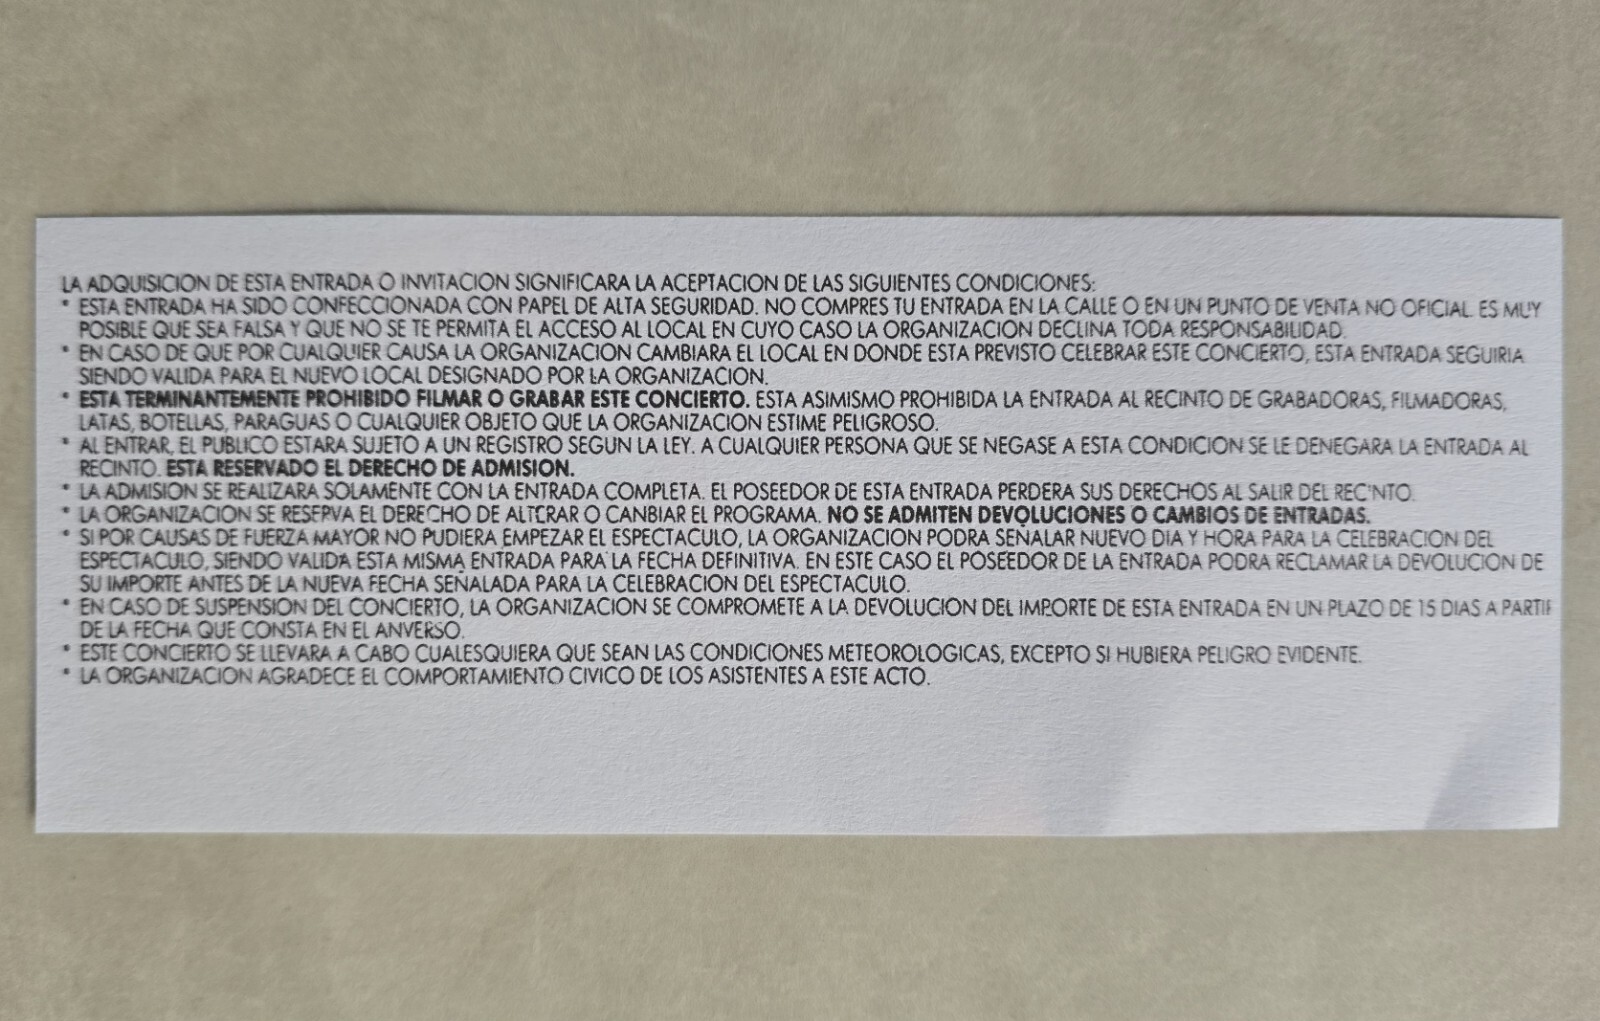 LA ADQUISICION DE ESTA ENTRADA O INVITACION SIGNIFICARA LA ACEPTACION DE LAS SIGUIENTES CONDICIONES:
* ESTA ENTRADA HA SIDO CONFECCIONADA CON PAPEL DE ALTA SEGURIDAD. NO COMPRES TU ENTRADA EN LA CALLE O EN UN PUNTO DE VENTA NO OFICIAL. ES MUY
POSIBLE QUE SEA FALSA Y QUE NO SE TE PERMITA EL ACCESO AL LOCAL EN CUYO CASO LA ORGANIZACION DECLINA TODA RESPONSABILIDAD.
* EN CASO DE QUE POR CUALQUIER CAUSA LA ORGANIZACION CAMBIARA EL LOCAL EN DONDE ESTA PREVISTO CELEBRAR ESTE CONCIERTO, ESTA ENTRADA SEGUIRIA
SIENDO VALIDA PARA EL NUEVO LOCAL DESIGNADO POR LA ORGANIZACION.
* ESTA TERMINANTEMENTE PROHIBIDO FILMAR O GRABAR ESTE CONCIERTO. ESTA ASIMISMO PROHIBIDA LA ENTRADA AL RECINTO DE GRABADORAS, FILMADORAS,
LATAS, BOTELLAS, PARAGUAS O CUALQUIER OBJETO QUE LA ORGANIZACION ESTIME PELIGROSO.
* AL ENTRAR, EL PUBLICO ESTARA SUJETO A UN REGISTRO SEGUN LA LEY. A CUALQUIER PERSONA QUE SE NEGASE A ESTA CONDICION SE LE DENEGARA LA ENTRADA AL
RECINTO. ESTA RESERVADO EL DERECHO DE ADMISION.
* LA ADMISION SE REALIZARA SOLAMENTE CON LA ENTRADA COMPLETA. EL POSEEDOR DE ESTA ENTRADA PERDERA SUS DERECHOS AL SALIR DEL RECINTO.
* LA ORGANIZACION SE RESERVA EL DERECHO DE ALTERAR O CANBIAR EL PROGRAMA. NO SE ADMITEN DEVOLUCIONES O CAMBIOS DE ENTRADAS.
* SI POR CAUSAS DE FUERZA MAYOR NO PUDIERA EMPEZAR EL ESPECTACULO, LA ORGANIZACION PODRA SEÑALAR NUEVO DIA Y HORA PARA LA CELEBRACION DEL
ESPECTACULO, SIENDO VALIDA ESTA MISMA ENTRADA PARA LA FECHA DEFINITIVA. EN ESTE CASO EL POSEEDOR DE LA ENTRADA PODRA RECLAMAR LA DEVOLUCION DE
SU IMPORTE ANTES DE LA NUEVA FECHA SEÑALADA PARA LA CELEBRACION DEL ESPECTACULO.
* EN CASO DE SUSPENSION DEL CONCIERTO, LA ORGANIZACION SE COMPROMETE A LA DEVOLUCION DEL IMPORTE DE ESTA ENTRADA EN UN PLAZO DE 15 DIAS A PARTIR
DE LA FECHA QUE CONSTA EN EL ANVERSO.
* ESTE CONCIERTO SE LLEVARA A CABO CUALESQUIERA QUE SEAN LAS CONDICIONES METEOROLOGICAS, EXCEPTO SI HUBIERA PELIGRO EVIDENTE.
* LA ORGANIZACION AGRADECE EL COMPORTAMIENTO CIVICO DE LOS ASISTENTES A ESTE ACTO.